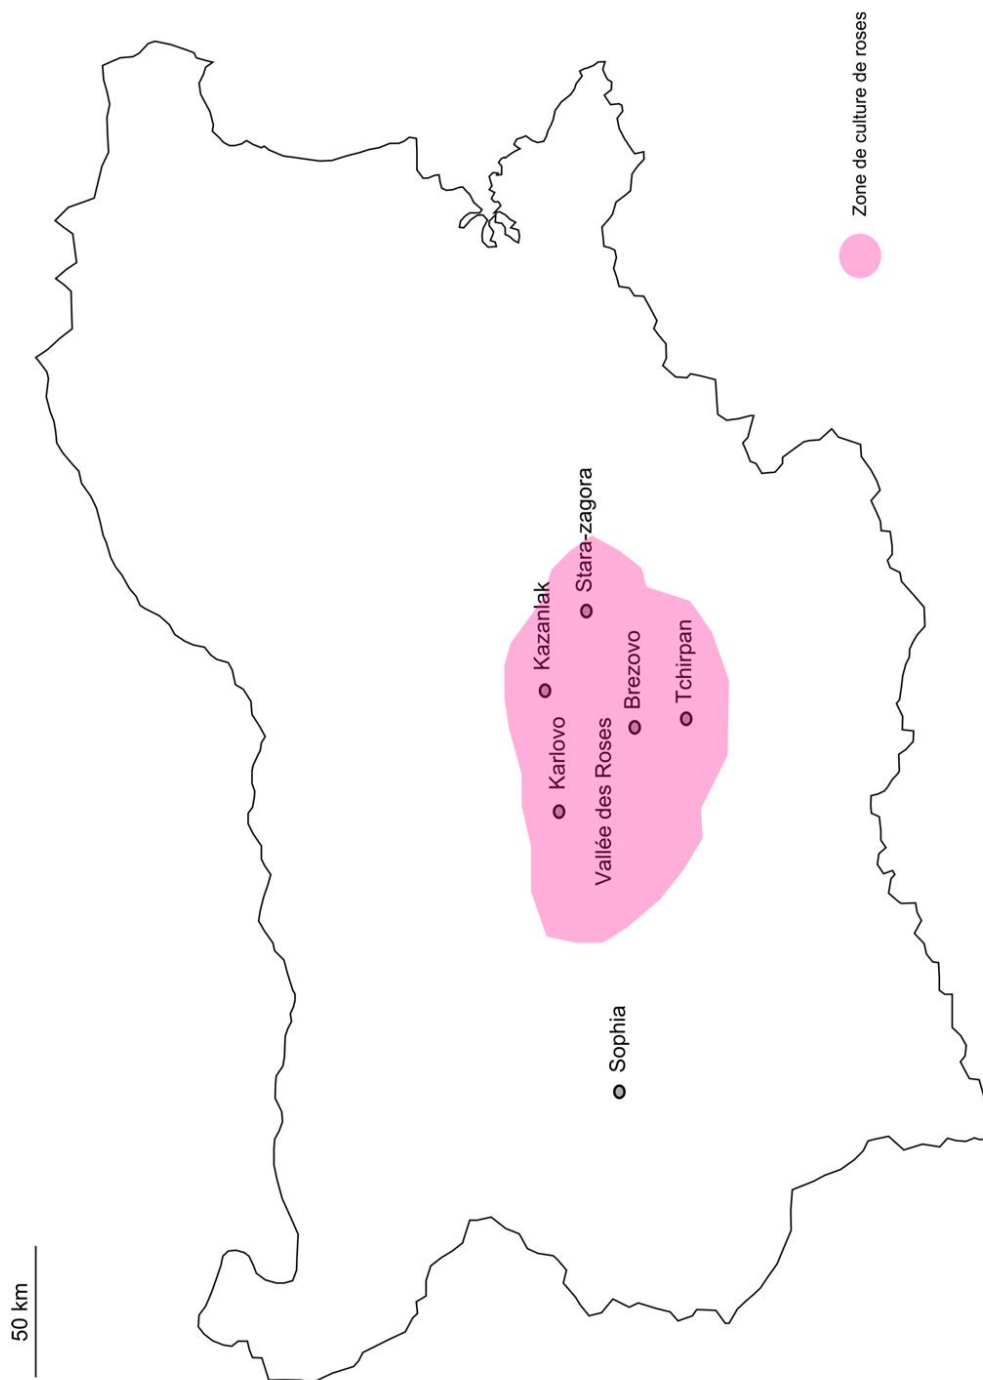 50 km
Kazanlak
Karlovo
Stara-zagora
Vallée des Roses
Brezovo
Sophia
Tchirpan
Zone de culture de roses